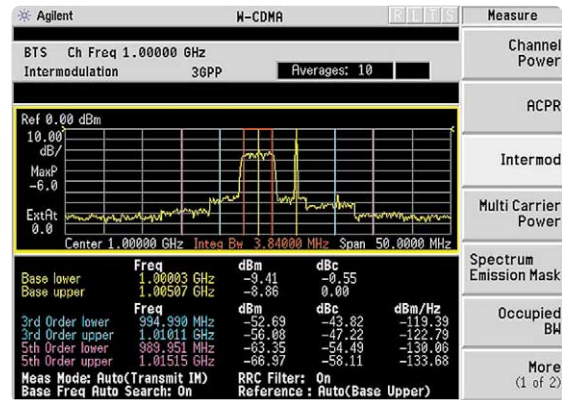 Agilent W-CDMA R L T S Measure
BTS Ch Freq 1.00000 GHz
Intermodulation 3GPP Averages: 10
Channel Power
ACPR
Intermod
Multi Carrier Power
Spectrum Emission Mask
Occupied BW
More (1 of 2)
Ref 0.00 dBm
10.00
dB/
MaxP
-6.0
ExtAt
0.0
Center 1.00000 GHz Integ Bw 3.84000 MHz Span 50.0000 MHz
Freq dBm dBc
Base lower 1.00003 GHz -9.41 -0.55
Base upper 1.00507 GHz -8.86 0.00
Freq dBm dBc dBm/Hz
3rd Order lower 994.990 MHz -52.69 -43.82 -119.39
3rd Order upper 1.01011 GHz -56.08 -47.22 -122.79
5th Order lower 989.951 MHz -63.35 -54.49 -130.06
5th Order upper 1.01515 GHz -66.97 -58.11 -133.68
Meas Mode: Auto(Transmit IM) RRC Filter: On
Base Freq Auto Search: On Reference : Auto(Base Upper)